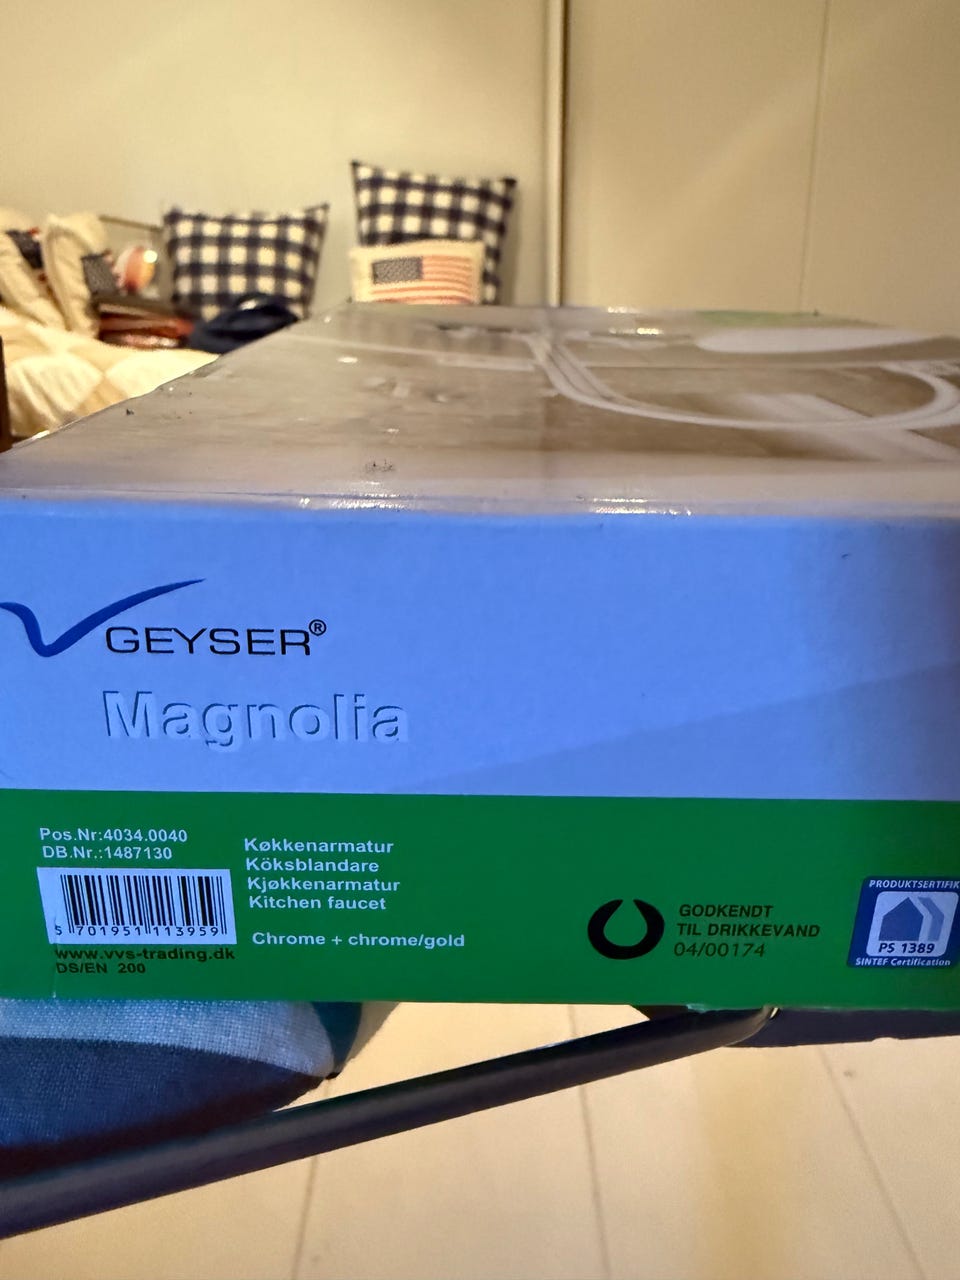 GEYSER®
Magnolia
Pos.Nr:4034.0040
DB.Nr.:1487130
5 701951 113959
www.vvs-trading.dk
DS/EN 200
Køkkenarmatur
Köksblandare
Kjøkkenarmatur
Kitchen faucet
Chrome + chrome/gold
GODKENDT
TIL DRIKKEVAND
04/00174
PRODUKTSERTIFIK
PS 1389
SINTEF Certification